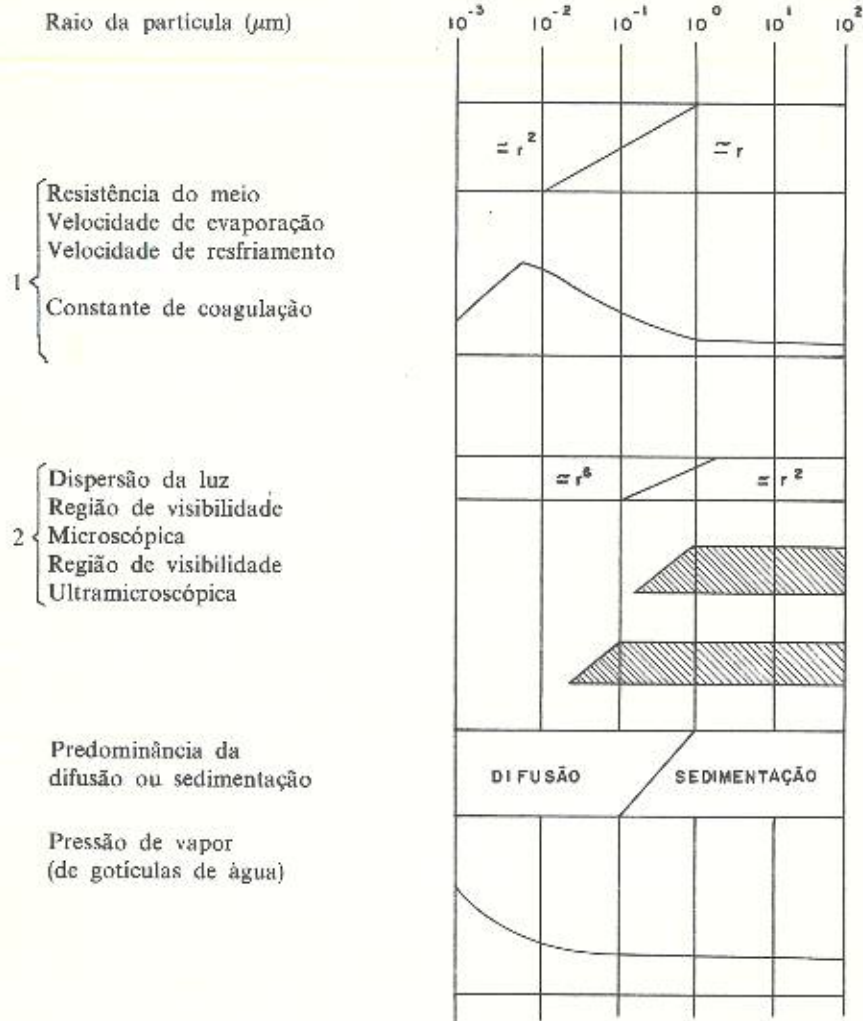 Raio da partícula (μm)
10⁻³ 10⁻² 10⁻¹ 10⁰ 10¹ 10²
≃ r² ≃ r
1
Resistência do meio
Velocidade de evaporação
Velocidade de resfriamento
Constante de coagulação
2
Dispersão da luz
Região de visibilidade
Microscópica
Região de visibilidade
Ultramicroscópica
≃ r⁶ ≃ r²
Predominância da
difusão ou sedimentação
DIFUSÃO SEDIMENTAÇÃO
Pressão de vapor
(de gotículas de água)